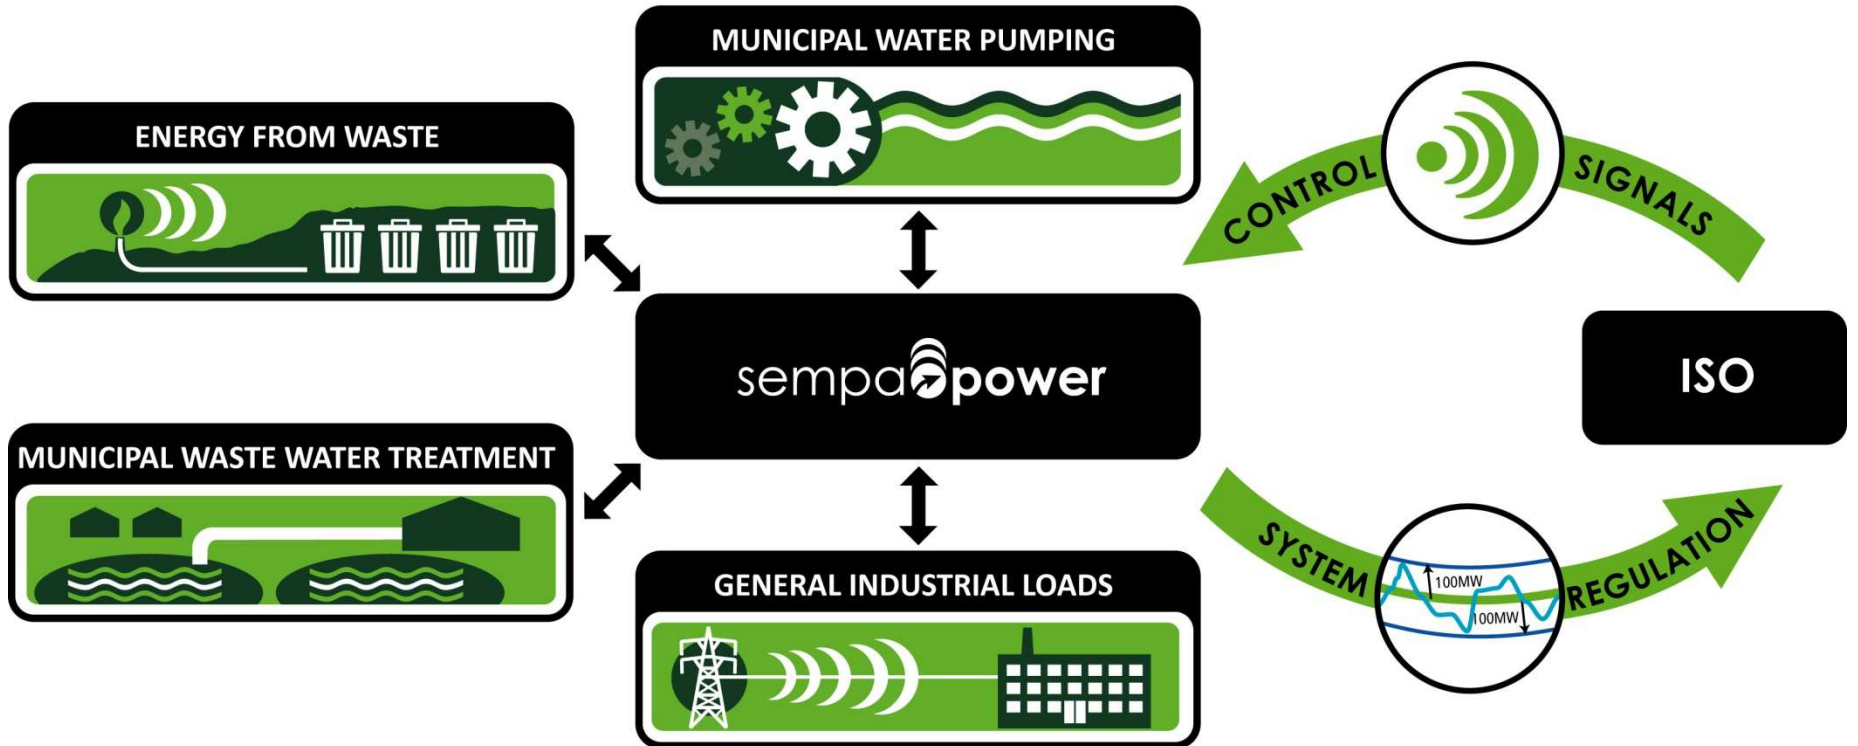 MUNICIPAL WATER PUMPING
ENERGY FROM WASTE
CONTROL SIGNALS
sempapower
ISO
MUNICIPAL WASTE WATER TREATMENT
GENERAL INDUSTRIAL LOADS
SYSTEM REGULATION
100MW
100MW